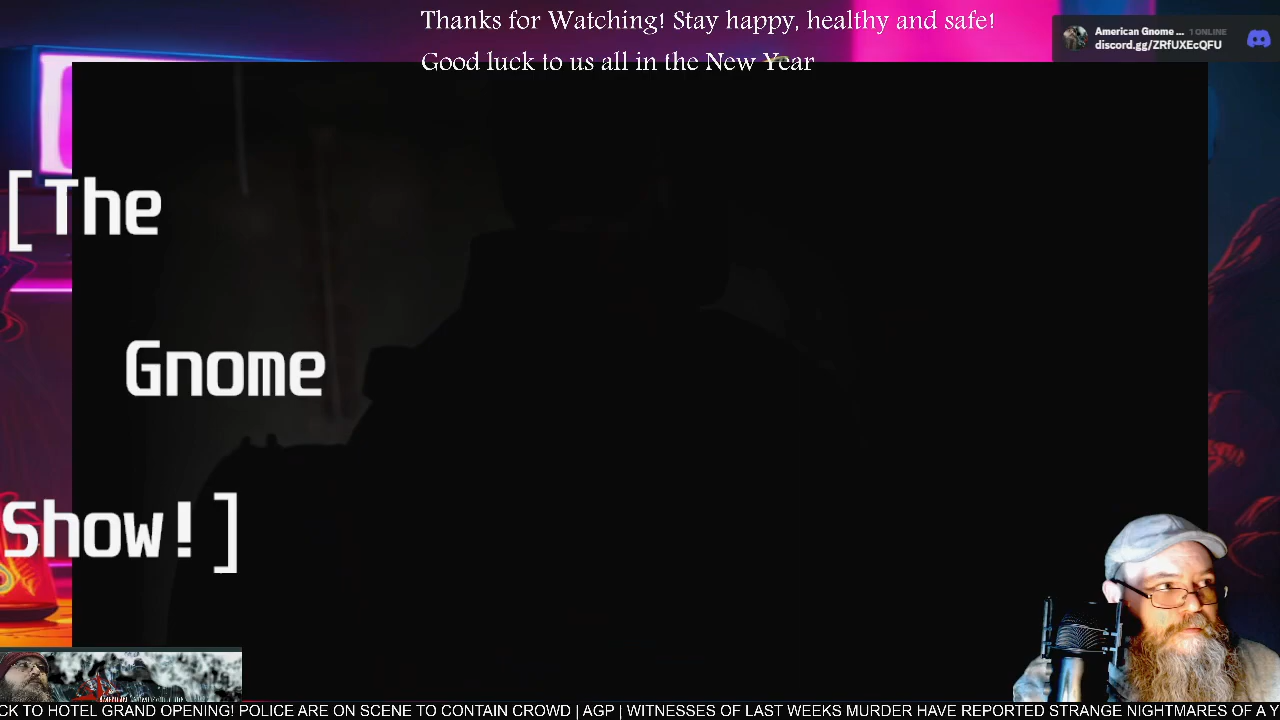 Thanks for Watching! Stay happy, healthy and safe!
Good luck to us all in the New Year
American Gnome ... 1 ONLINE
discord.gg/ZRfUXEcQFU
[The
Gnome
Show!]
CK TO HOTEL GRAND OPENING! POLICE ARE ON SCENE TO CONTAIN CROWD | AGP | WITNESSES OF LAST WEEKS MURDER HAVE REPORTED STRANGE NIGHTMARES OF A Y